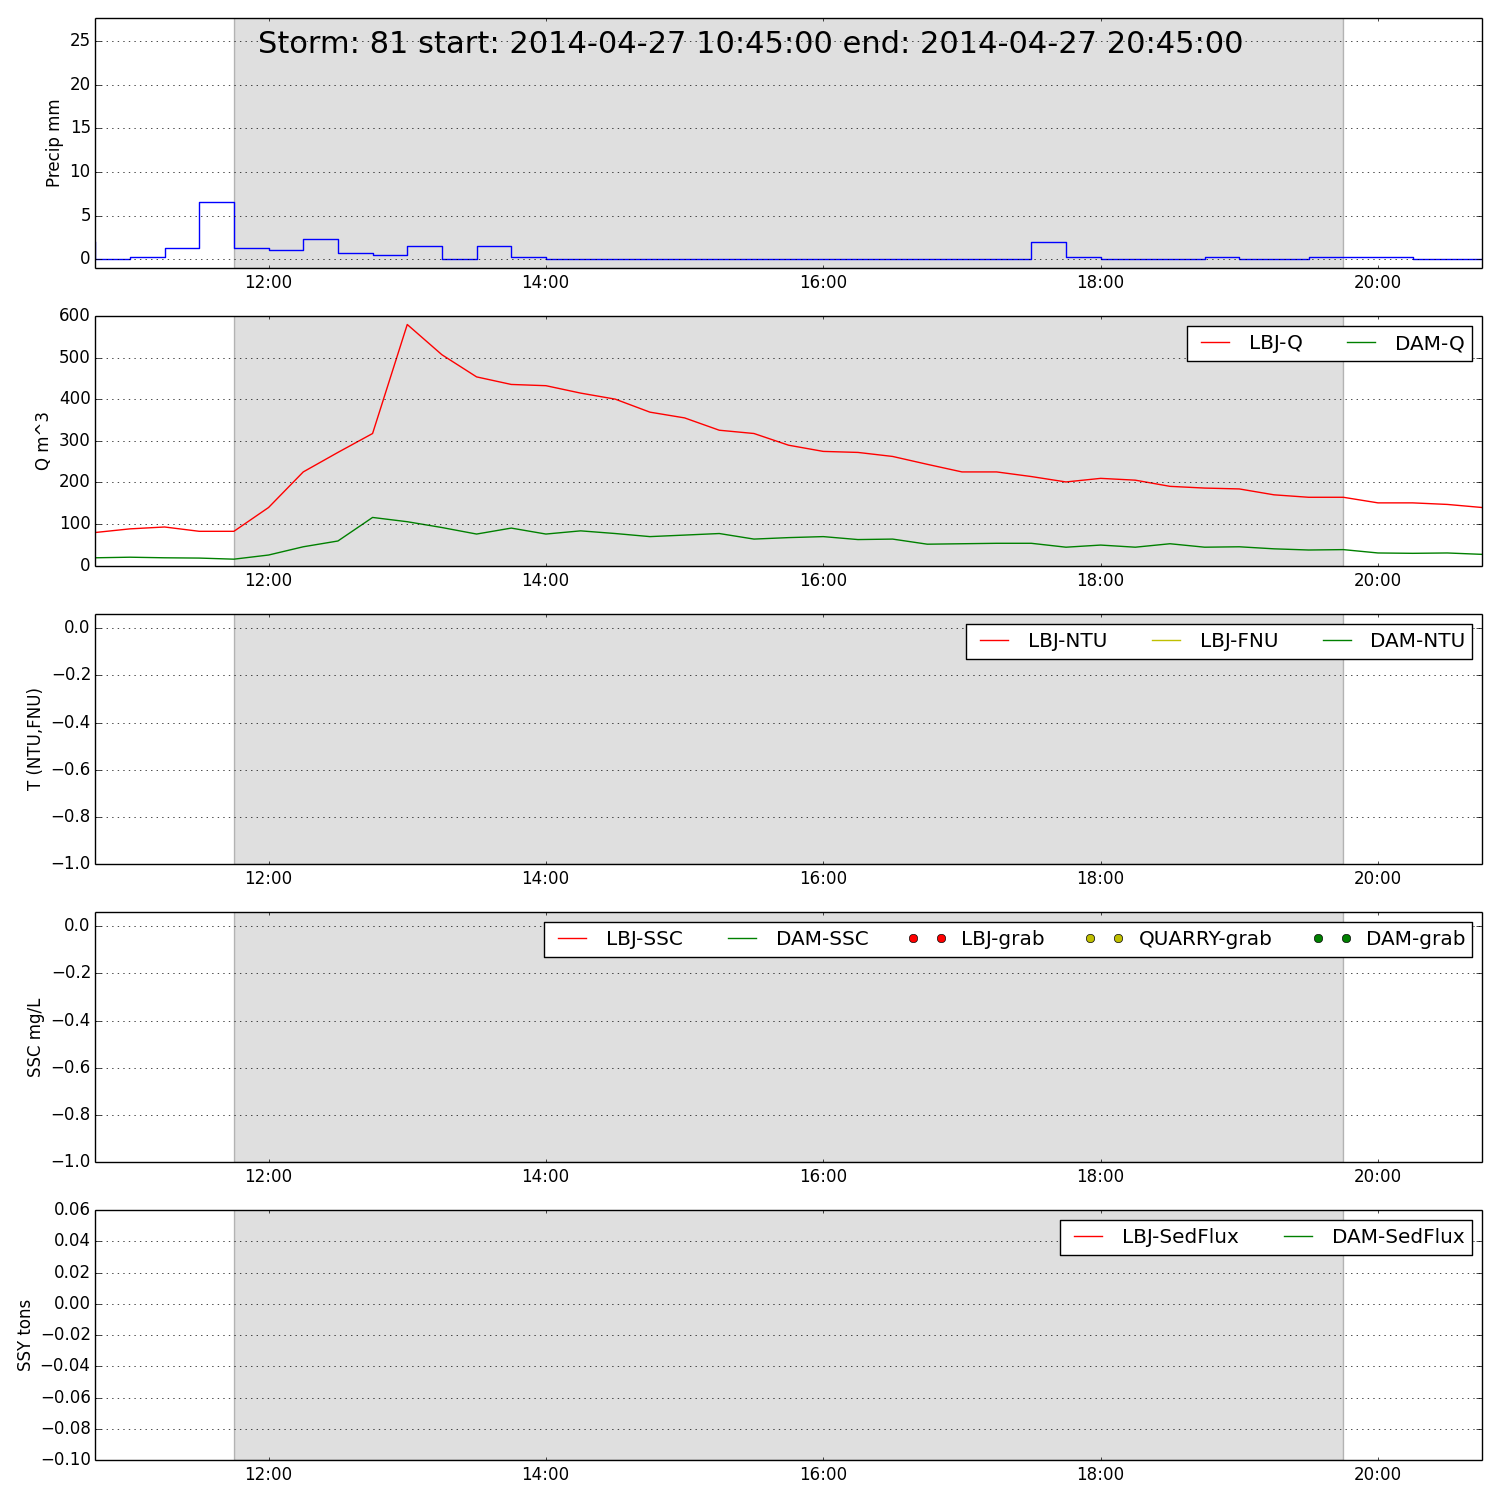 Storm: 81 start: 2014-04-27 10:45:00 end: 2014-04-27 20:45:00
Precip mm
25
20
15
10
5
0
12:00 14:00 16:00 18:00 20:00
LBJ-Q DAM-Q
Q m^3
600
500
400
300
200
100
0
12:00 14:00 16:00 18:00 20:00
LBJ-NTU LBJ-FNU DAM-NTU
T (NTU,FNU)
0.0
−0.2
−0.4
−0.6
−0.8
−1.0
12:00 14:00 16:00 18:00 20:00
LBJ-SSC DAM-SSC LBJ-grab QUARRY-grab DAM-grab
SSC mg/L
0.0
−0.2
−0.4
−0.6
−0.8
−1.0
12:00 14:00 16:00 18:00 20:00
LBJ-SedFlux DAM-SedFlux
SSY tons
0.06
0.04
0.02
0.00
−0.02
−0.04
−0.06
−0.08
−0.10
12:00 14:00 16:00 18:00 20:00